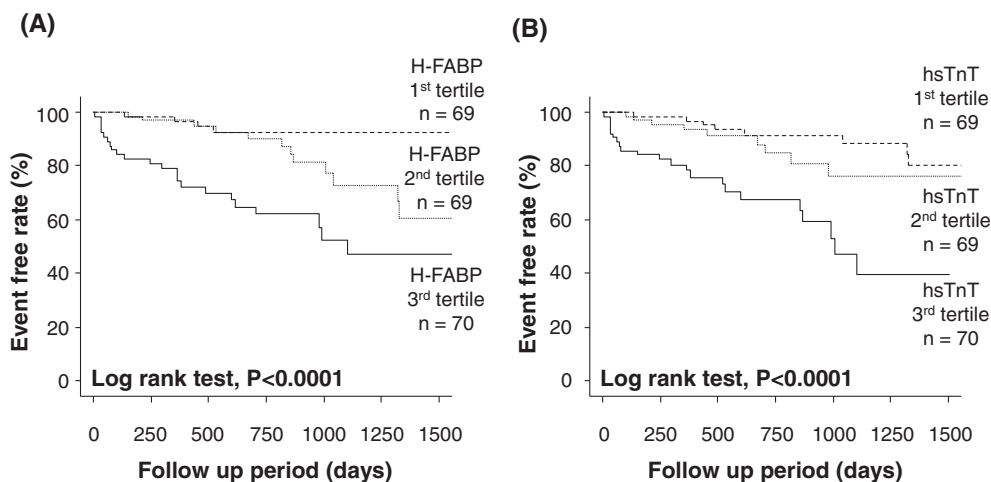 (A)
H-FABP
1st tertile
n = 69
H-FABP
2nd tertile
n = 69
H-FABP
3rd tertile
n = 70
Event free rate (%)
100
80
60
40
20
0
Log rank test, P<0.0001
0 250 500 750 1000 1250 1500
Follow up period (days)
(B)
hsTnT
1st tertile
n = 69
hsTnT
2nd tertile
n = 69
hsTnT
3rd tertile
n = 70
Event free rate (%)
100
80
60
40
20
0
Log rank test, P<0.0001
0 250 500 750 1000 1250 1500
Follow up period (days)